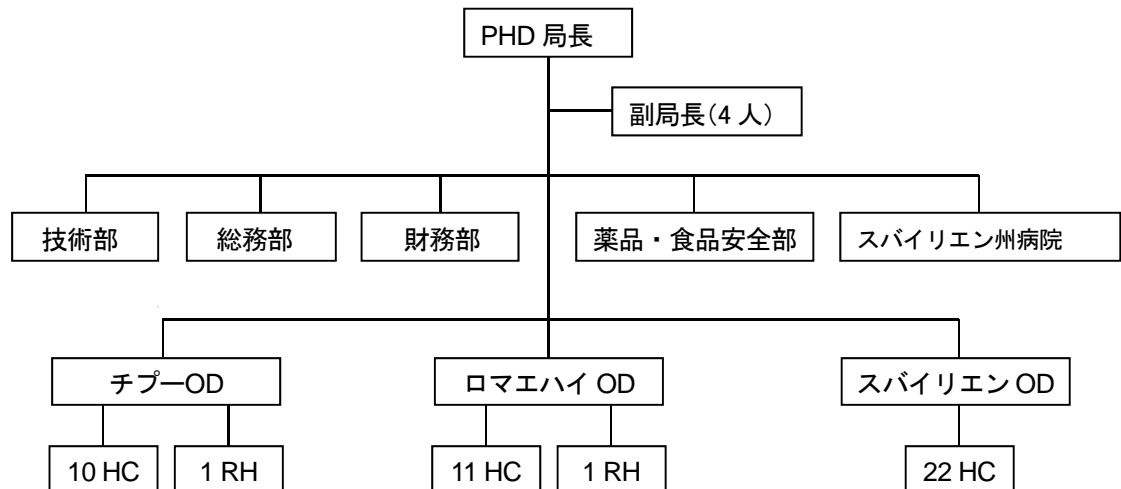 PHD 局長
副局長(4 人)
技術部
総務部
財務部
薬品・食品安全部
スバイリエン州病院
チプーOD
ロマエハイ OD
スバイリエン OD
10 HC
1 RH
11 HC
1 RH
22 HC